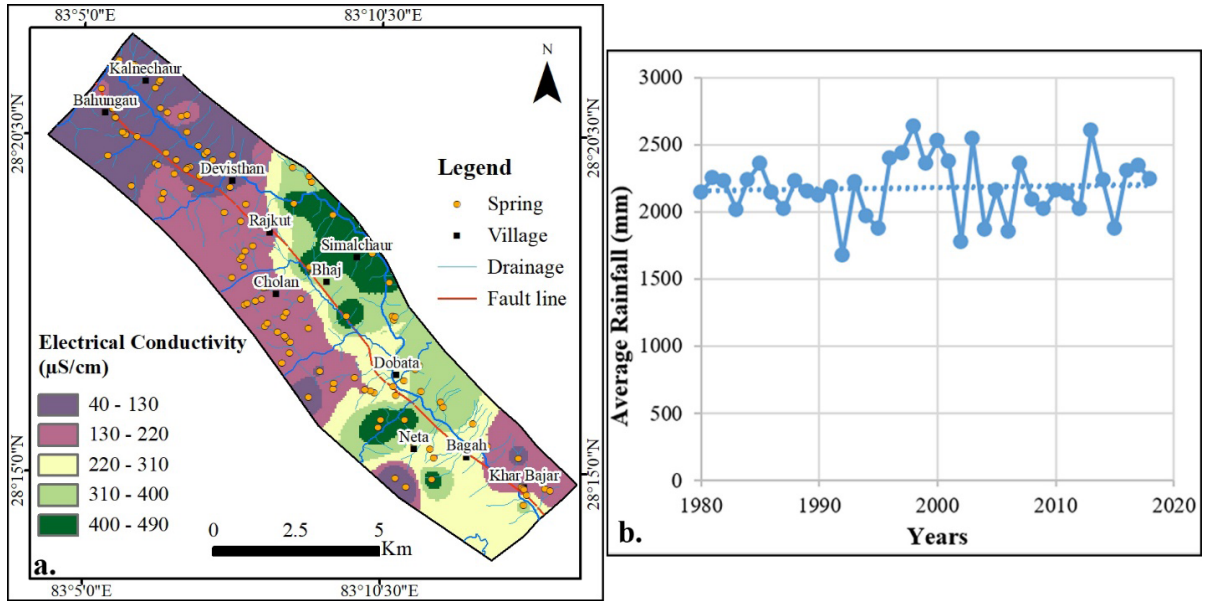 83°5'0"E
83°10'30"E
28°20'30"N
28°20'30"N
28°15'0"N
28°15'0"N
83°5'0"E
83°10'30"E
N
Kalnechaur
Bahungau
Devisthan
Rajkut
Simalchaur
Bhaj
Cholan
Dobata
Neta
Bagah
Khar Bajar
Legend
Spring
Village
Drainage
Fault line
Electrical Conductivity
(µS/cm)
40 - 130
130 - 220
220 - 310
310 - 400
400 - 490
0 2.5 5
Km
a.
Average Rainfall (mm)
3000
2500
2000
1500
1000
500
0
1980 1990 2000 2010 2020
Years
b.